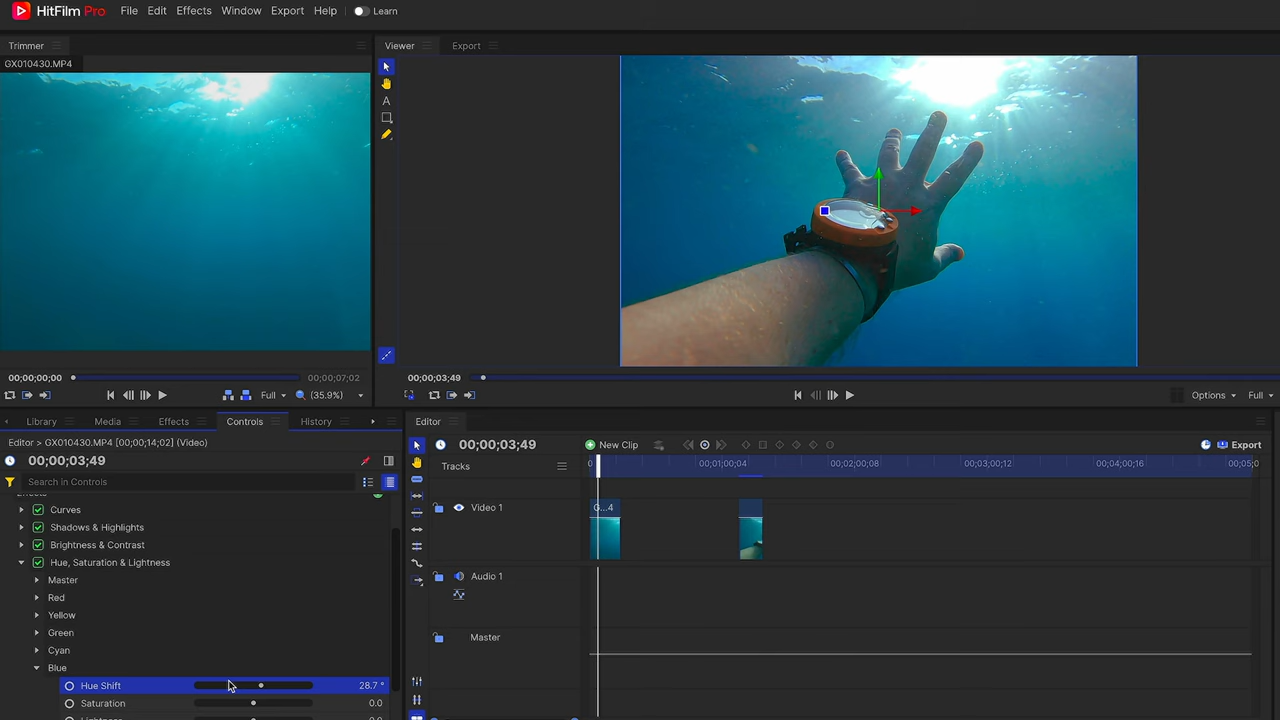 HitFilm Pro File Edit Effects Window Export Help Learn
Trimmer
GX010430.MP4
Viewer Export
00;00;00;00 00;00;07;02
Full (35.9%)
00;00;03;49
Options Full
Library Media Effects Controls History
Editor > GX010430.MP4 [00;00;14;02] (Video)
00;00;03;49
Search in Controls
Curves
Shadows & Highlights
Brightness & Contrast
Hue, Saturation & Lightness
Master
Red
Yellow
Green
Cyan
Blue
Hue Shift 28.7 °
Saturation 0.0
Editor
00;00;03;49 New Clip Export
Tracks 0 00;01;00;04 00;02;00;08 00;03;00;12 00;04;00;16 00;05;0
Video 1 G...4
Audio 1
Master